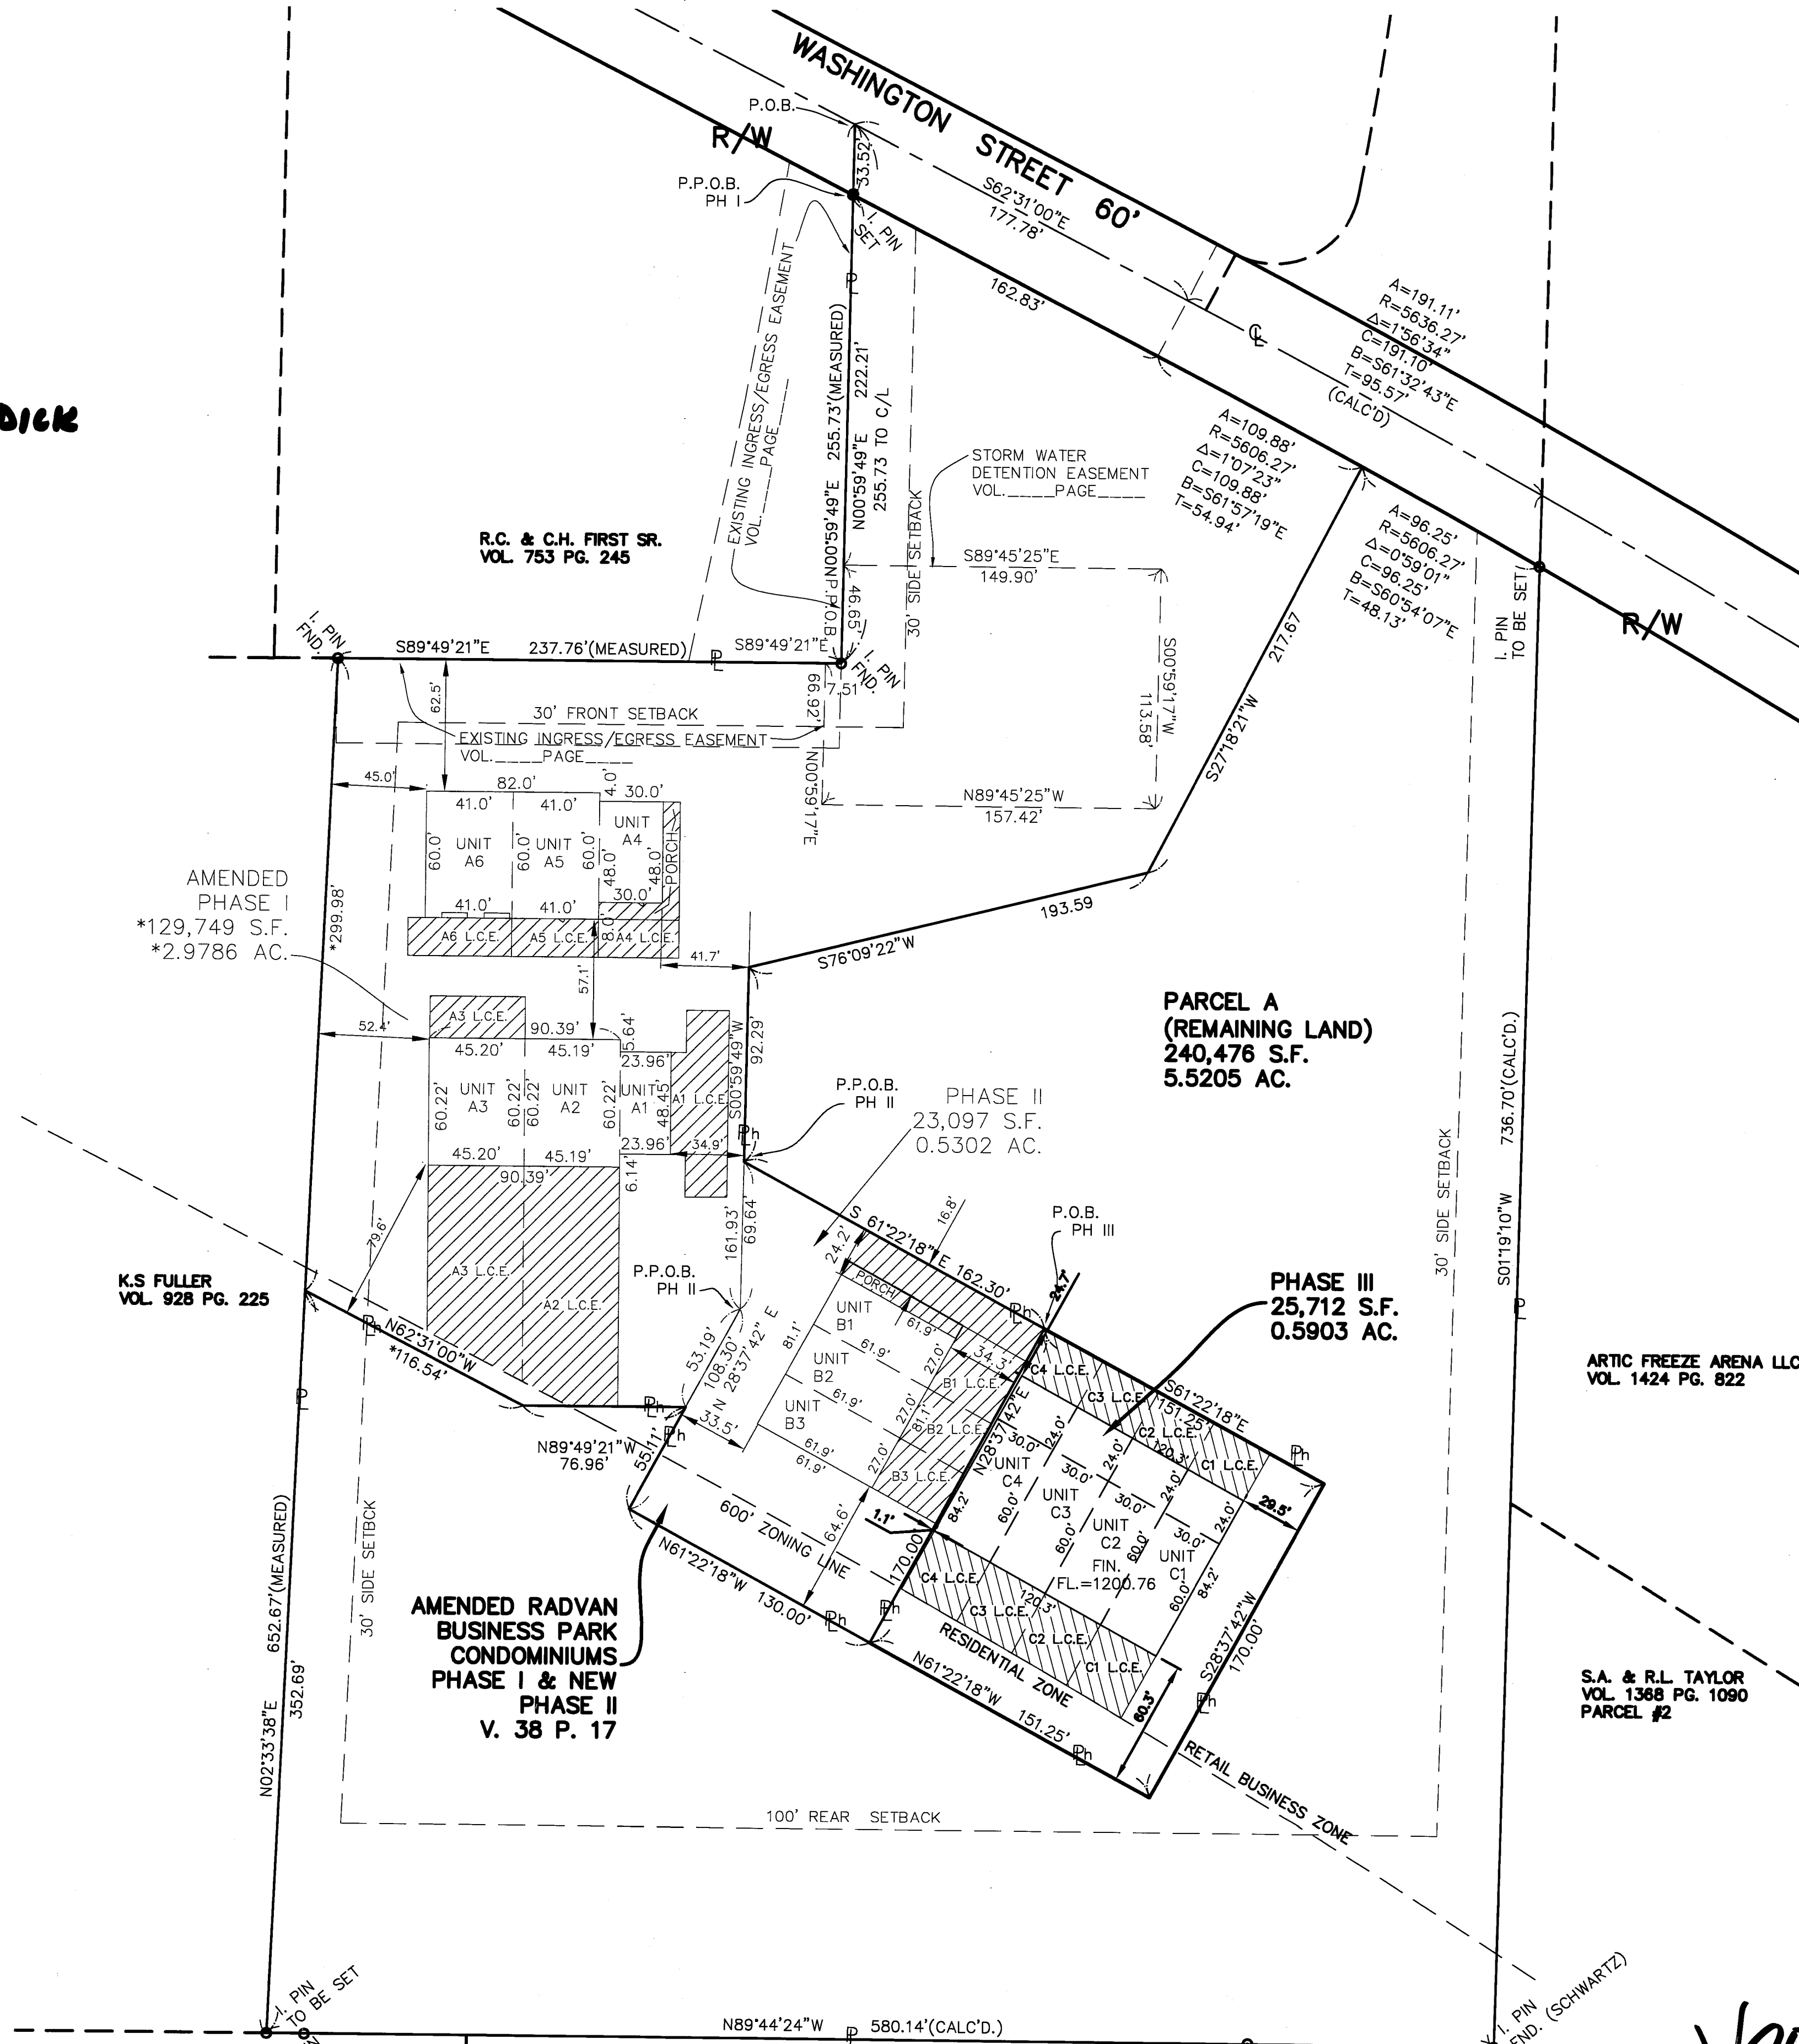 WASHINGTON STREET 60'
P.O.B.
R/W
P.P.O.B.
PH I
33.52'
I. PIN
SET
S62°31'00"E
177.78'
162.83'
℄
A=191.11'
R=5636.27'
Δ=1°56'34"
C=191.10'
B=S61°32'43"E
T=95.57'
(CALC'D)
A=109.88'
R=5606.27'
Δ=1°07'23"
C=109.88'
B=S61°57'19"E
T=54.94'
A=96.25'
R=5606.27'
Δ=0°59'01"
C=96.25'
B=S60°54'07"E
T=48.13'
I. PIN
TO BE SET
R/W
EXISTING INGRESS/EGRESS EASEMENT
VOL.____PAGE____
N00°59'49"E 255.73'(MEASURED)
N.P.P.O.B.
N00°59'49"E 222.21'
255.73 TO C/L
30' SIDE SETBACK
STORM WATER
DETENTION EASEMENT
VOL.____PAGE____
S89°45'25"E
149.90'
46.65'
S00°59'17"W
113.58'
N89°45'25"W
157.42'
N00°59'17"E
66.92'
7.51
217.67
S27°18'21"W
193.59
S76°09'22"W
R.C. & C.H. FIRST SR.
VOL. 753 PG. 245
I. PIN
FND.
S89°49'21"E 237.76'(MEASURED)
S89°49'21"E
I. PIN
FND.
62.5'
30' FRONT SETBACK
EXISTING INGRESS/EGRESS EASEMENT
VOL.____PAGE____
45.0'
82.0'
4.0'
30.0'
41.0'
41.0'
60.0'
UNIT
A6
60.0'
UNIT
A5
60.0'
UNIT
A4
48.0'
48.0'
PORCH
30.0'
41.0'
41.0'
8.0'
A6 L.C.E.
A5 L.C.E.
A4 L.C.E.
41.7'
57.1'
AMENDED
PHASE I
*129,749 S.F.
*2.9786 AC.
*299.98'
A3 L.C.E.
52.4'
90.39'
5.64'
45.20'
45.19'
23.96'
60.22'
UNIT
A3
60.22'
60.22'
UNIT
A2
60.22'
UNIT
A1
48.45'
A1 L.C.E.
S00°59'49"W
92.29'
45.20'
45.19'
23.96'
34.9'
90.39'
6.14'
79.6'
A3 L.C.E.
A2 L.C.E.
P.P.O.B.
PH II
161.93'
69.64'
P.P.O.B.
PH II
PHASE II
23,097 S.F.
0.5302 AC.
PARCEL A
(REMAINING LAND)
240,476 S.F.
5.5205 AC.
736.70'(CALC'D.)
S01°19'10"W
30' SIDE SETBACK
K.S FULLER
VOL. 928 PG. 225
N62°31'00"W
*116.54'
N89°49'21"W
76.96'
53.19'
108.30'
N 28°37'42" E
33.5'
55.11'
S 61°22'18" E 162.30'
24.2'
16.8'
PORCH
UNIT
B1
61.9'
81.1'
UNIT
B2
61.9'
UNIT
B3
61.9'
61.9'
61.9'
27.0'
34.3'
B1 L.C.E.
27.0'
81.1'
B2 L.C.E.
27.0'
B3 L.C.E.
64.6'
P.O.B.
PH III
24.7'
PHASE III
25,712 S.F.
0.5903 AC.
N28°37'42"E
C4 L.C.E.
C3 L.C.E.
S61°22'18"E
151.25'
C2 L.C.E.
120.3'
C1 L.C.E.
30.0'
24.0'
UNIT
C4
30.0'
24.0'
UNIT
C3
30.0'
24.0'
UNIT
C2
30.0'
24.0'
UNIT
C1
29.5'
84.2'
60.0'
60.0'
60.0'
60.0'
84.2'
FIN.
FL.=1200.76
1.1'
170.00'
C4 L.C.E.
C3 L.C.E.
120.3'
C2 L.C.E.
C1 L.C.E.
S28°37'42"W
170.00'
60.3'
600' ZONING LINE
N61°22'18"W
130.00'
RESIDENTIAL ZONE
N61°22'18"W
151.25'
RETAIL BUSINESS ZONE
AMENDED RADVAN
BUSINESS PARK
CONDOMINIUMS
PHASE I & NEW
PHASE II
V. 38 P. 17
ARTIC FREEZE ARENA LLC
VOL. 1424 PG. 822
S.A. & R.L. TAYLOR
VOL. 1368 PG. 1090
PARCEL #2
30' SIDE SETBCK
652.67'(MEASURED)
N02°33'38"E
352.69'
100' REAR SETBACK
I. PIN
TO BE SET
N89°44'24"W 580.14'(CALC'D.)
I. PIN
FND. (SCHWARTZ)